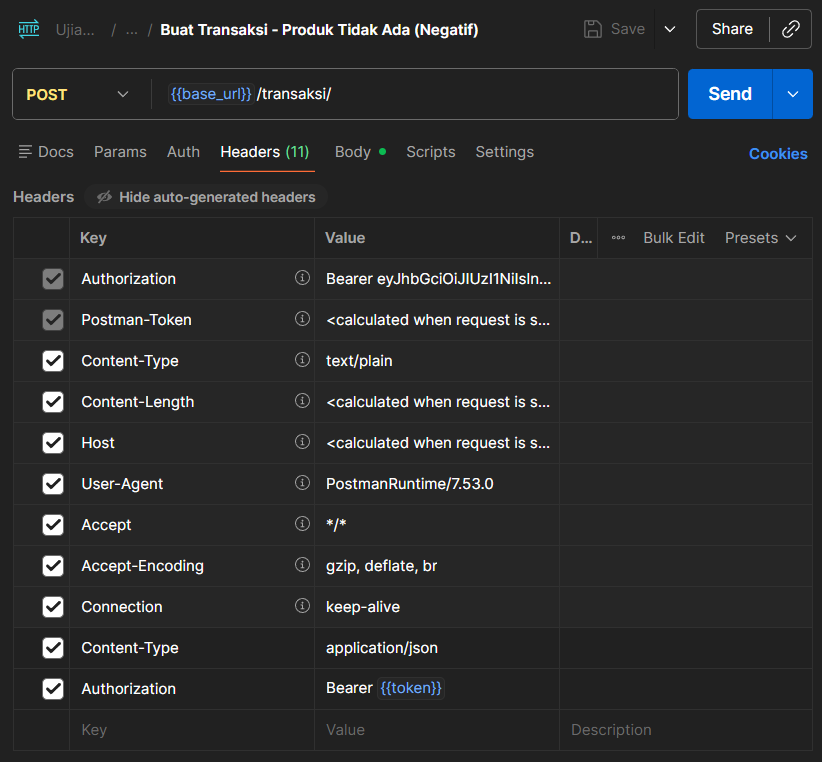 HTTP Ujia... / ... / Buat Transaksi - Produk Tidak Ada (Negatif) Save Share
POST {{base_url}} /transaksi/ Send
Docs Params Auth Headers (11) Body Scripts Settings Cookies
Headers Hide auto-generated headers
Key Value D... ••• Bulk Edit Presets
Authorization Bearer eyJhbGciOiJIUzI1NiIsIn...
Postman-Token <calculated when request is s...
Content-Type text/plain
Content-Length <calculated when request is s...
Host <calculated when request is s...
User-Agent PostmanRuntime/7.53.0
Accept */*
Accept-Encoding gzip, deflate, br
Connection keep-alive
Content-Type application/json
Authorization Bearer {{token}}
Key Value Description